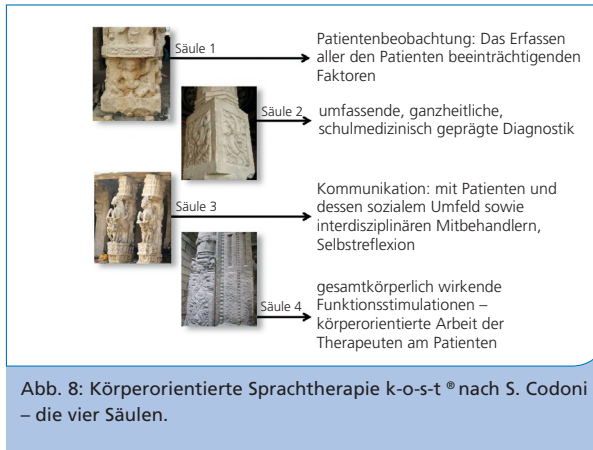 Säule 1
Patientenbeobachtung: Das Erfassen
aller den Patienten beeinträchtigenden
Faktoren
Säule 2
umfassende, ganzheitliche,
schulmedizinisch geprägte Diagnostik
Säule 3
Kommunikation: mit Patienten und
dessen sozialem Umfeld sowie
interdisziplinären Mitbehandlern,
Selbstreflexion
Säule 4
gesamtkörperlich wirkende
Funktionsstimulationen –
körperorientierte Arbeit der
Therapeuten am Patienten
Abb. 8: Körperorientierte Sprachtherapie k-o-s-t ® nach S. Codoni
– die vier Säulen.